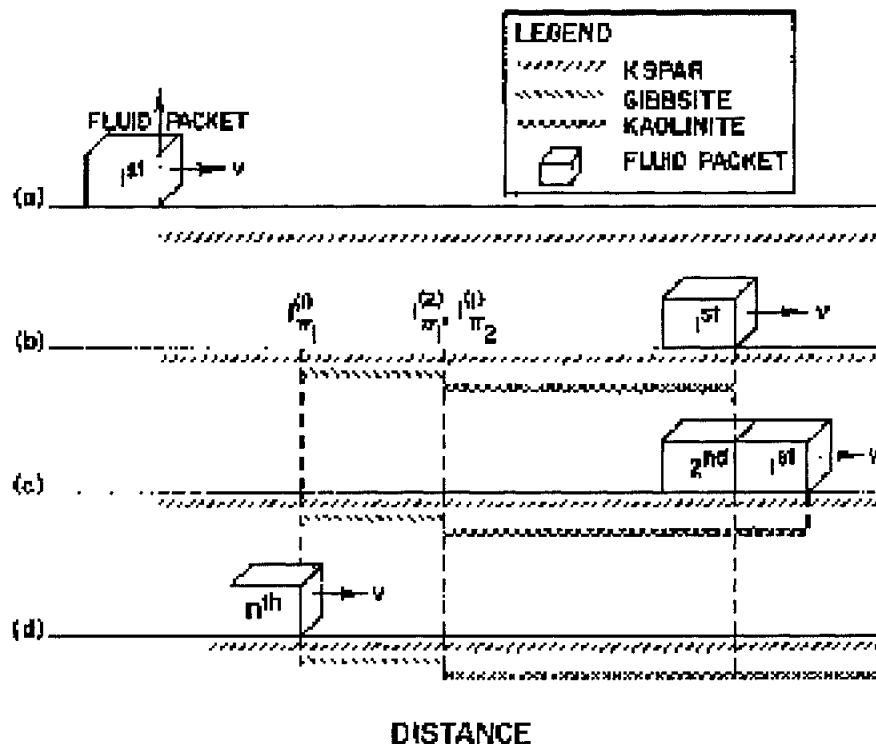 LEGEND
KSPAR
GIBBSITE
KAOLINITE
FLUID PACKET
FLUID PACKET
1st
v
(a)
(b)
1st
v
(c)
2nd 1st
v
(d)
nth
v
DISTANCE